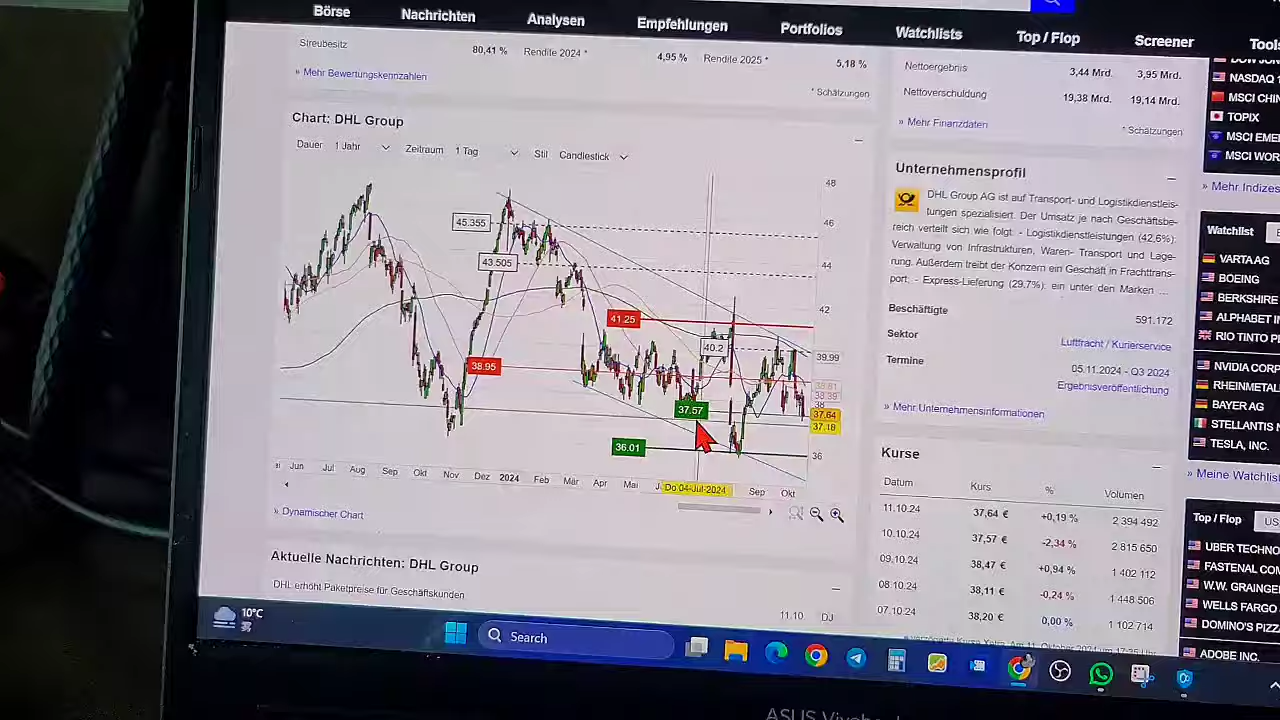 Börse Nachrichten Analysen Empfehlungen Portfolios Watchlists Top / Flop Screener Tools
Streubesitz 80,41 % Rendite 2024 * 4,95 % Rendite 2025 * 5,18 %
» Mehr Bewertungskennzahlen
* Schätzungen
Chart: DHL Group
Dauer 1 Jahr Zeitraum 1 Tag Stil Candlestick
48
46
44
42
39.99
38.81
38.39
38
37.64
37.18
36
45.355
43.505
41.25
40.2
38.95
37.57
36.01
Jun Jul Aug Sep Okt Nov Dez 2024 Feb Mär Apr Mai Do 04-Jul-2024 Sep Okt
» Dynamischer Chart
Aktuelle Nachrichten: DHL Group
DHL erhöht Paketpreise für Geschäftskunden
11.10 DJ
Nettoergebnis 3,44 Mrd. 3,95 Mrd.
Nettoverschuldung 19,38 Mrd. 19,14 Mrd.
» Mehr Finanzdaten
* Schätzungen
Unternehmensprofil
DHL Group AG ist auf Transport- und Logistikdienstleis-
tungen spezialisiert. Der Umsatz je nach Geschäftsbe-
reich verteilt sich wie folgt: - Logistikdienstleistungen (42,6%):
Verwaltung von Infrastrukturen, Waren- Transport und Lage-
rung. Außerdem treibt der Konzern ein Geschäft in Frachttrans-
port. - Express-Lieferung (29,7%): ein unter den Marken ...
Beschäftigte 591.172
Sektor Luftfracht / Kurierservice
Termine 05.11.2024 - Q3 2024
Ergebnisveröffentlichung
» Mehr Unternehmensinformationen
Kurse
Datum Kurs % Volumen
11.10.24 37,64 € +0,19 % 2 394 492
10.10.24 37,57 € -2,34 % 2 815 650
09.10.24 38,47 € +0,94 % 1 402 112
08.10.24 38,11 € -0,24 % 1 448 506
07.10.24 38,20 € 0,00 % 1 102 714
DOW JON
NASDAQ 1
MSCI CHIN
TOPIX
MSCI EME
MSCI WOR
» Mehr Indizes
Watchlist
VARTA AG
BOEING
BERKSHIRE
ALPHABET IN
RIO TINTO P
NVIDIA CORP
RHEINMETAL
BAYER AG
STELLANTIS N
TESLA, INC.
» Meine Watchlist
Top / Flop US
UBER TECHNO
FASTENAL COM
W.W. GRAINGE
WELLS FARGO
DOMINO'S PIZZ
ADOBE INC.
10°C
Search
ASUS Vivobook